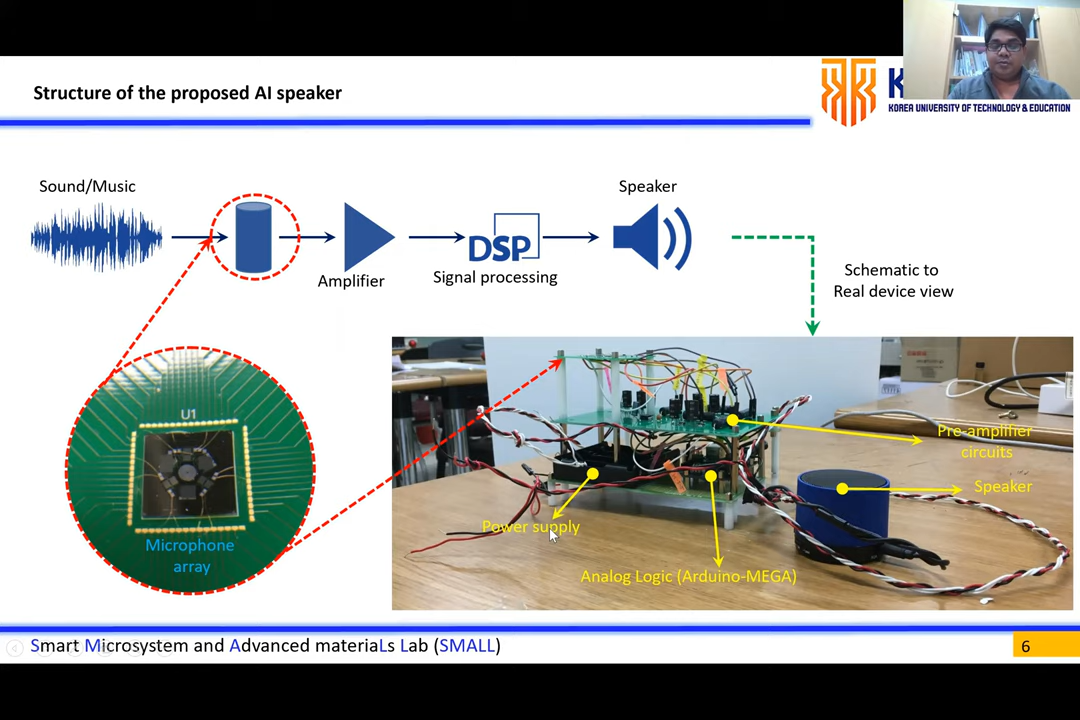 Structure of the proposed AI speaker
K
KOREA UNIVERSITY OF TECHNOLOGY & EDUCATION
Sound/Music
Speaker
Amplifier
DSP
Signal processing
Schematic to
Real device view
U1
Microphone
array
Pre-amplifier
circuits
Speaker
Power supply
Analog Logic (Arduino-MEGA)
Smart Microsystem and Advanced materiaLs Lab (SMALL)
6